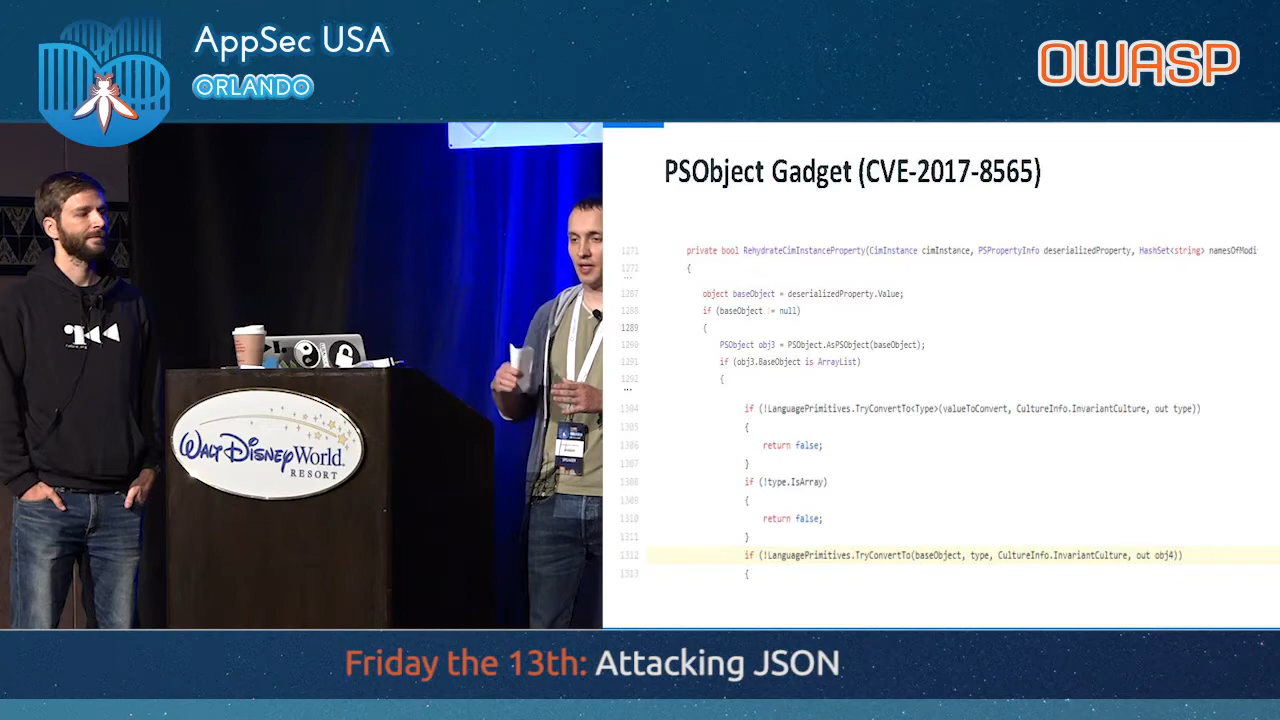 AppSec USA
ORLANDO
OWASP
PSObject Gadget (CVE-2017-8565)
1271 private bool RehydrateCimInstanceProperty(CimInstance cimInstance, PSPropertyInfo deserializedProperty, HashSet<string> namesOfModi
1272 {
...
1287 object baseObject = deserializedProperty.Value;
1288 if (baseObject != null)
1289 {
1290 PSObject obj3 = PSObject.AsPSObject(baseObject);
1291 if (obj3.BaseObject is ArrayList)
1292 {
...
1304 if (!LanguagePrimitives.TryConvertTo<Type>(valueToConvert, CultureInfo.InvariantCulture, out type))
1305 {
1306 return false;
1307 }
1308 if (!type.IsArray)
1309 {
1310 return false;
1311 }
1312 if (!LanguagePrimitives.TryConvertTo(baseObject, type, CultureInfo.InvariantCulture, out obj4))
1313 {
WALT DISNEY World.
RESORT
Friday the 13th: Attacking JSON